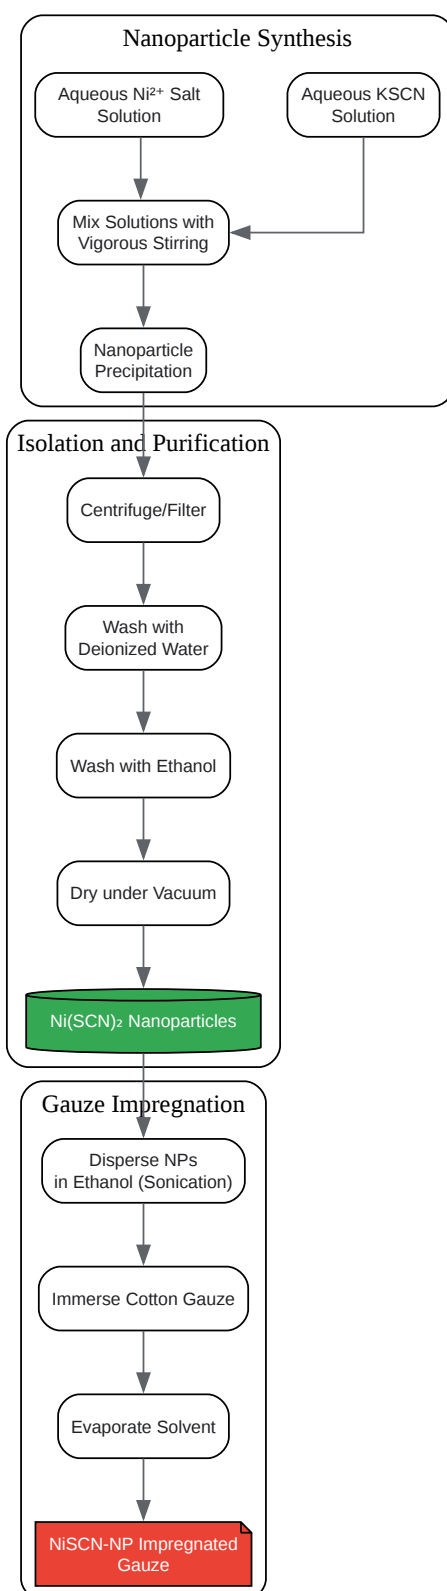 Nanoparticle Synthesis
Aqueous Ni²⁺ Salt
Solution
Aqueous KSCN
Solution
Mix Solutions with
Vigorous Stirring
Nanoparticle
Precipitation
Isolation and Purification
Centrifuge/Filter
Wash with
Deionized Water
Wash with Ethanol
Dry under Vacuum
Ni(SCN)₂ Nanoparticles
Gauze Impregnation
Disperse NPs
in Ethanol (Sonication)
Immerse Cotton Gauze
Evaporate Solvent
NiSCN-NP Impregnated
Gauze